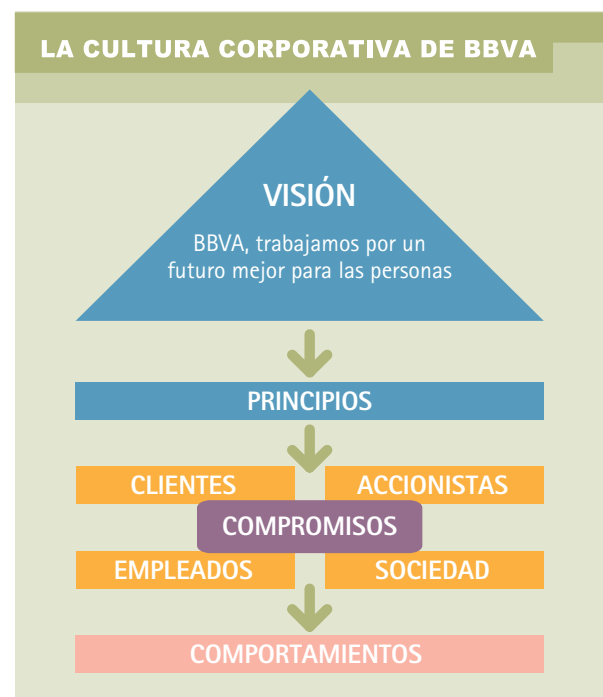 LA CULTURA CORPORATIVA DE BBVA
VISIÓN
BBVA, trabajamos por un
futuro mejor para las personas
PRINCIPIOS
CLIENTES
ACCIONISTAS
COMPROMISOS
EMPLEADOS
SOCIEDAD
COMPORTAMIENTOS